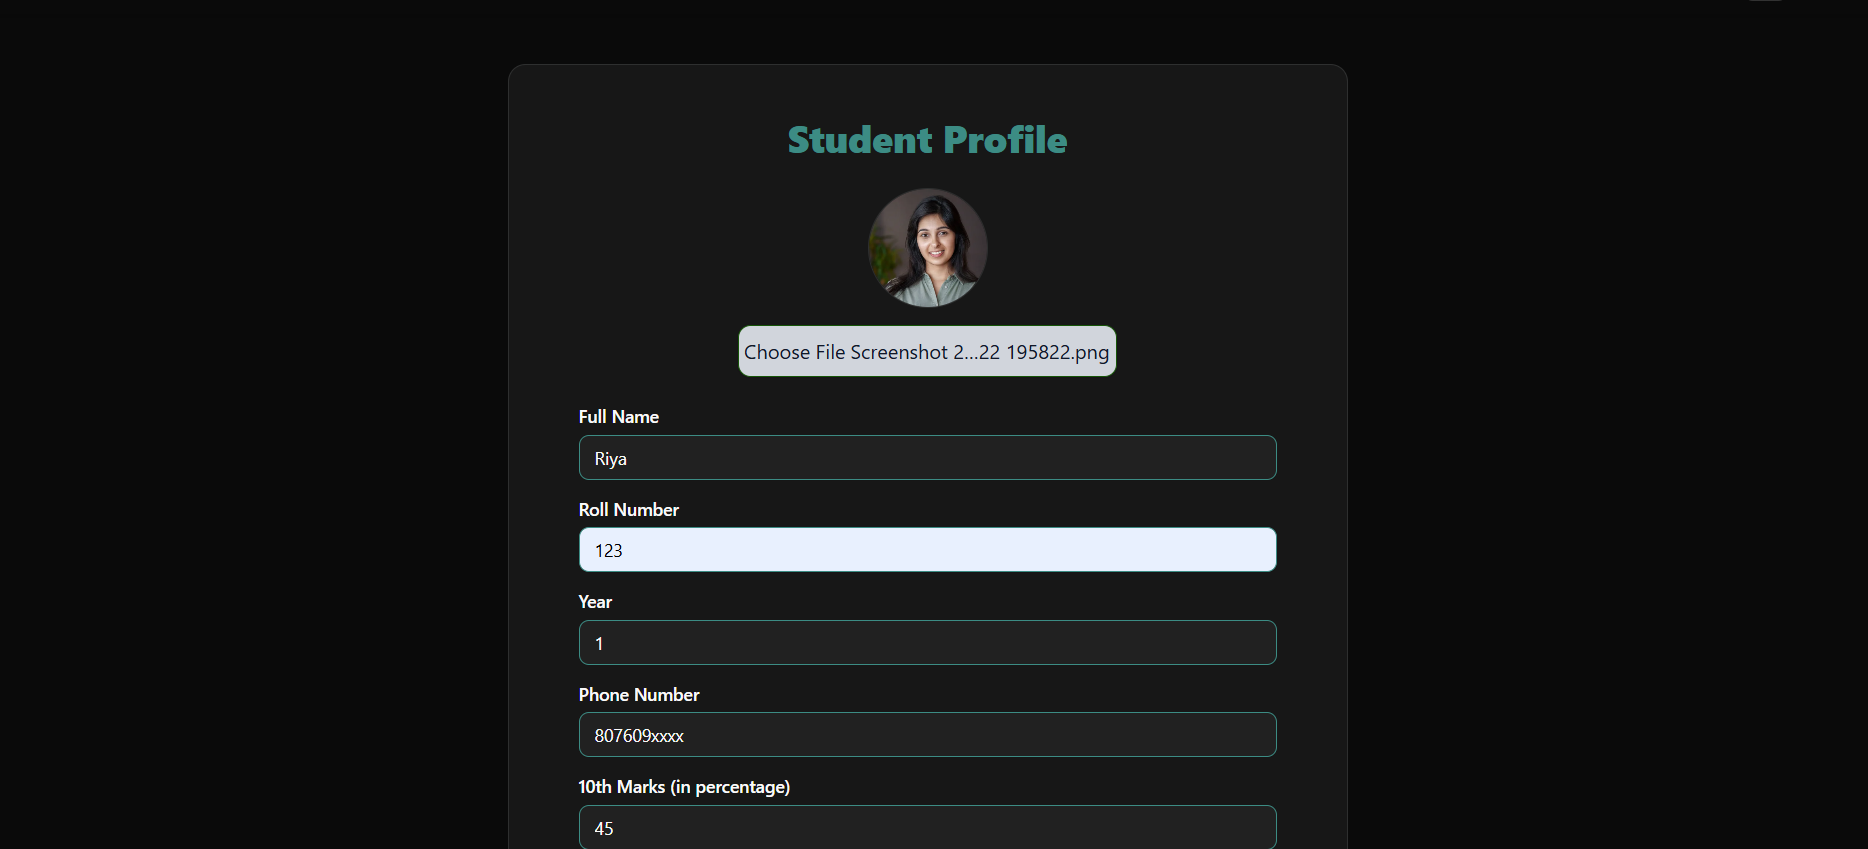 Student Profile
Choose File Screenshot 2...22 195822.png
Full Name
Riya
Roll Number
123
Year
1
Phone Number
807609xxxx
10th Marks (in percentage)
45